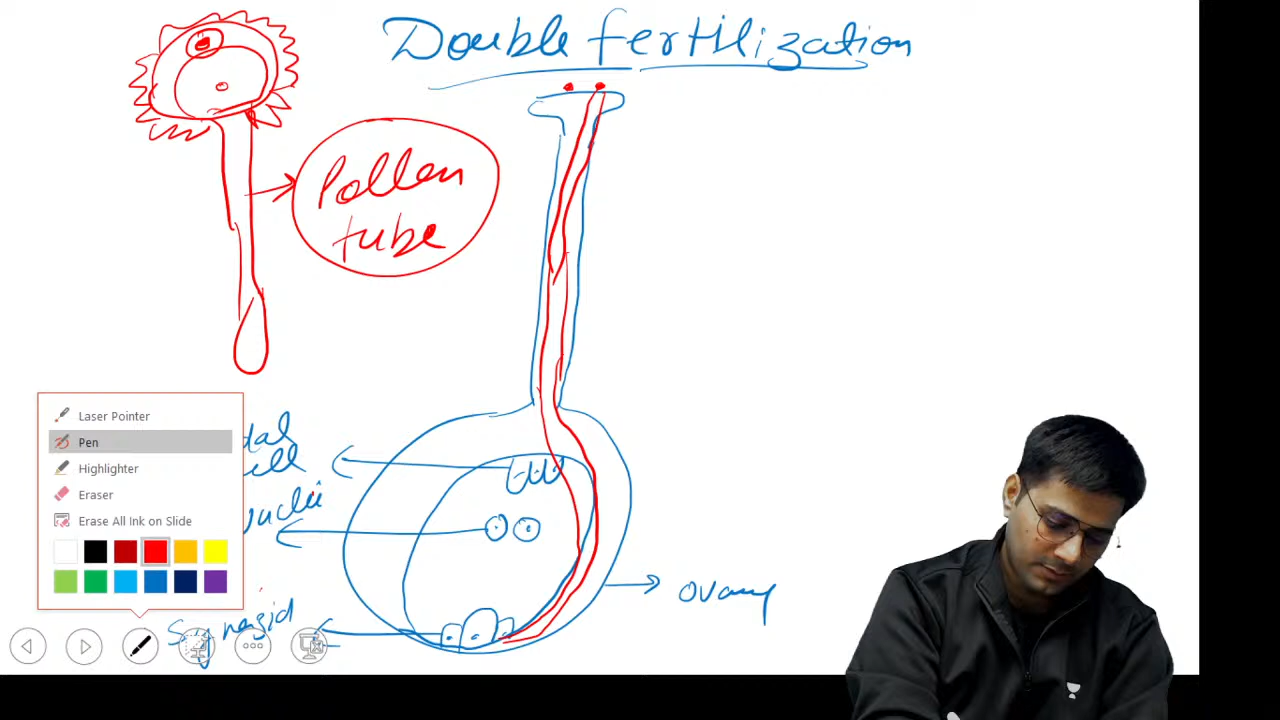 Double fertilization
Pollen
tube
Laser Pointer
Pen
Highlighter
Eraser
Erase All Ink on Slide
ovary